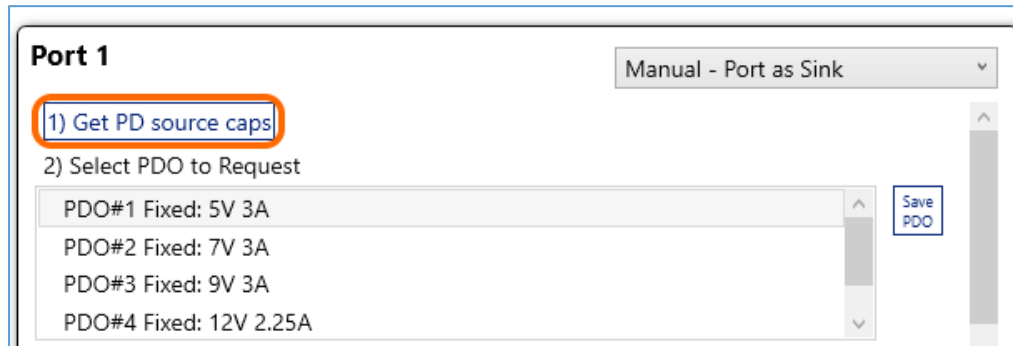 Port 1
Manual - Port as Sink
1) Get PD source caps
2) Select PDO to Request
PDO#1 Fixed: 5V 3A
Save
PDO
PDO#2 Fixed: 7V 3A
PDO#3 Fixed: 9V 3A
PDO#4 Fixed: 12V 2.25A